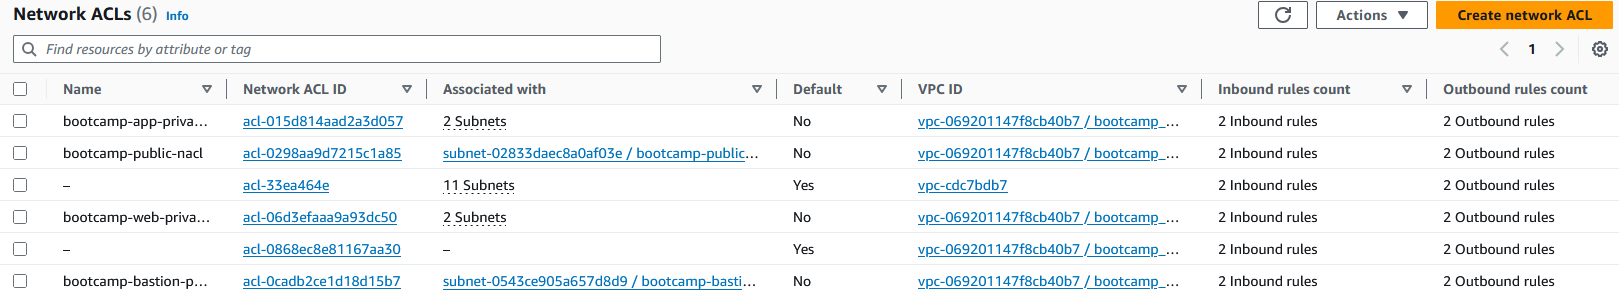 Network ACLs (6) Info
Actions
Create network ACL
Find resources by attribute or tag
1
Name Network ACL ID Associated with Default VPC ID Inbound rules count Outbound rules count
bootcamp-app-priva... acl-015d814aad2a3d057 2 Subnets No vpc-069201147f8cb40b7 / bootcamp_... 2 Inbound rules 2 Outbound rules
bootcamp-public-nacl acl-0298aa9d7215c1a85 subnet-02833daec8a0af03e / bootcamp-public... No vpc-069201147f8cb40b7 / bootcamp_... 2 Inbound rules 2 Outbound rules
– acl-33ea464e 11 Subnets Yes vpc-cdc7bdb7 2 Inbound rules 2 Outbound rules
bootcamp-web-priva... acl-06d3efaaa9a93dc50 2 Subnets No vpc-069201147f8cb40b7 / bootcamp_... 2 Inbound rules 2 Outbound rules
– acl-0868ec8e81167aa30 – Yes vpc-069201147f8cb40b7 / bootcamp_... 2 Inbound rules 2 Outbound rules
bootcamp-bastion-p... acl-0cadb2ce1d18d15b7 subnet-0543ce905a657d8d9 / bootcamp-basti... No vpc-069201147f8cb40b7 / bootcamp_... 2 Inbound rules 2 Outbound rules